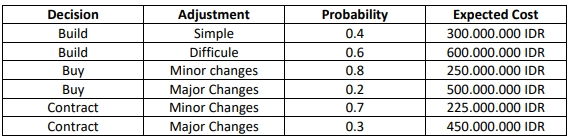 Decision Adjustment Probability Expected Cost
Build Simple 0.4 300.000.000 IDR
Build Difficule 0.6 600.000.000 IDR
Buy Minor changes 0.8 250.000.000 IDR
Buy Major Changes 0.2 500.000.000 IDR
Contract Minor Changes 0.7 225.000.000 IDR
Contract Major Changes 0.3 450.000.000 IDR